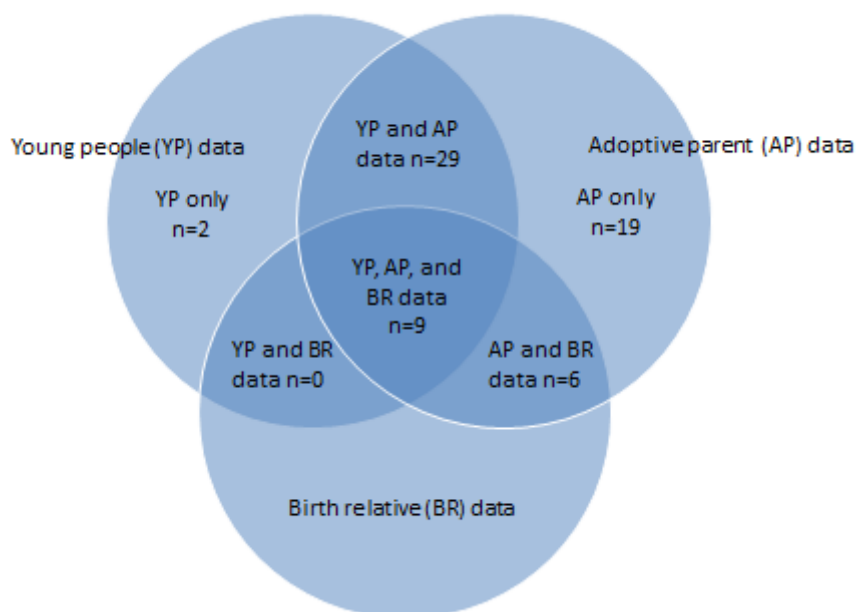 YP and AP
data n=29
Young people (YP) data
Adoptive parent (AP) data
YP only
n=2
AP only
n=19
YP, AP, and
BR data
n=9
YP and BR
data n=0
AP and BR
data n=6
Birth relative (BR) data